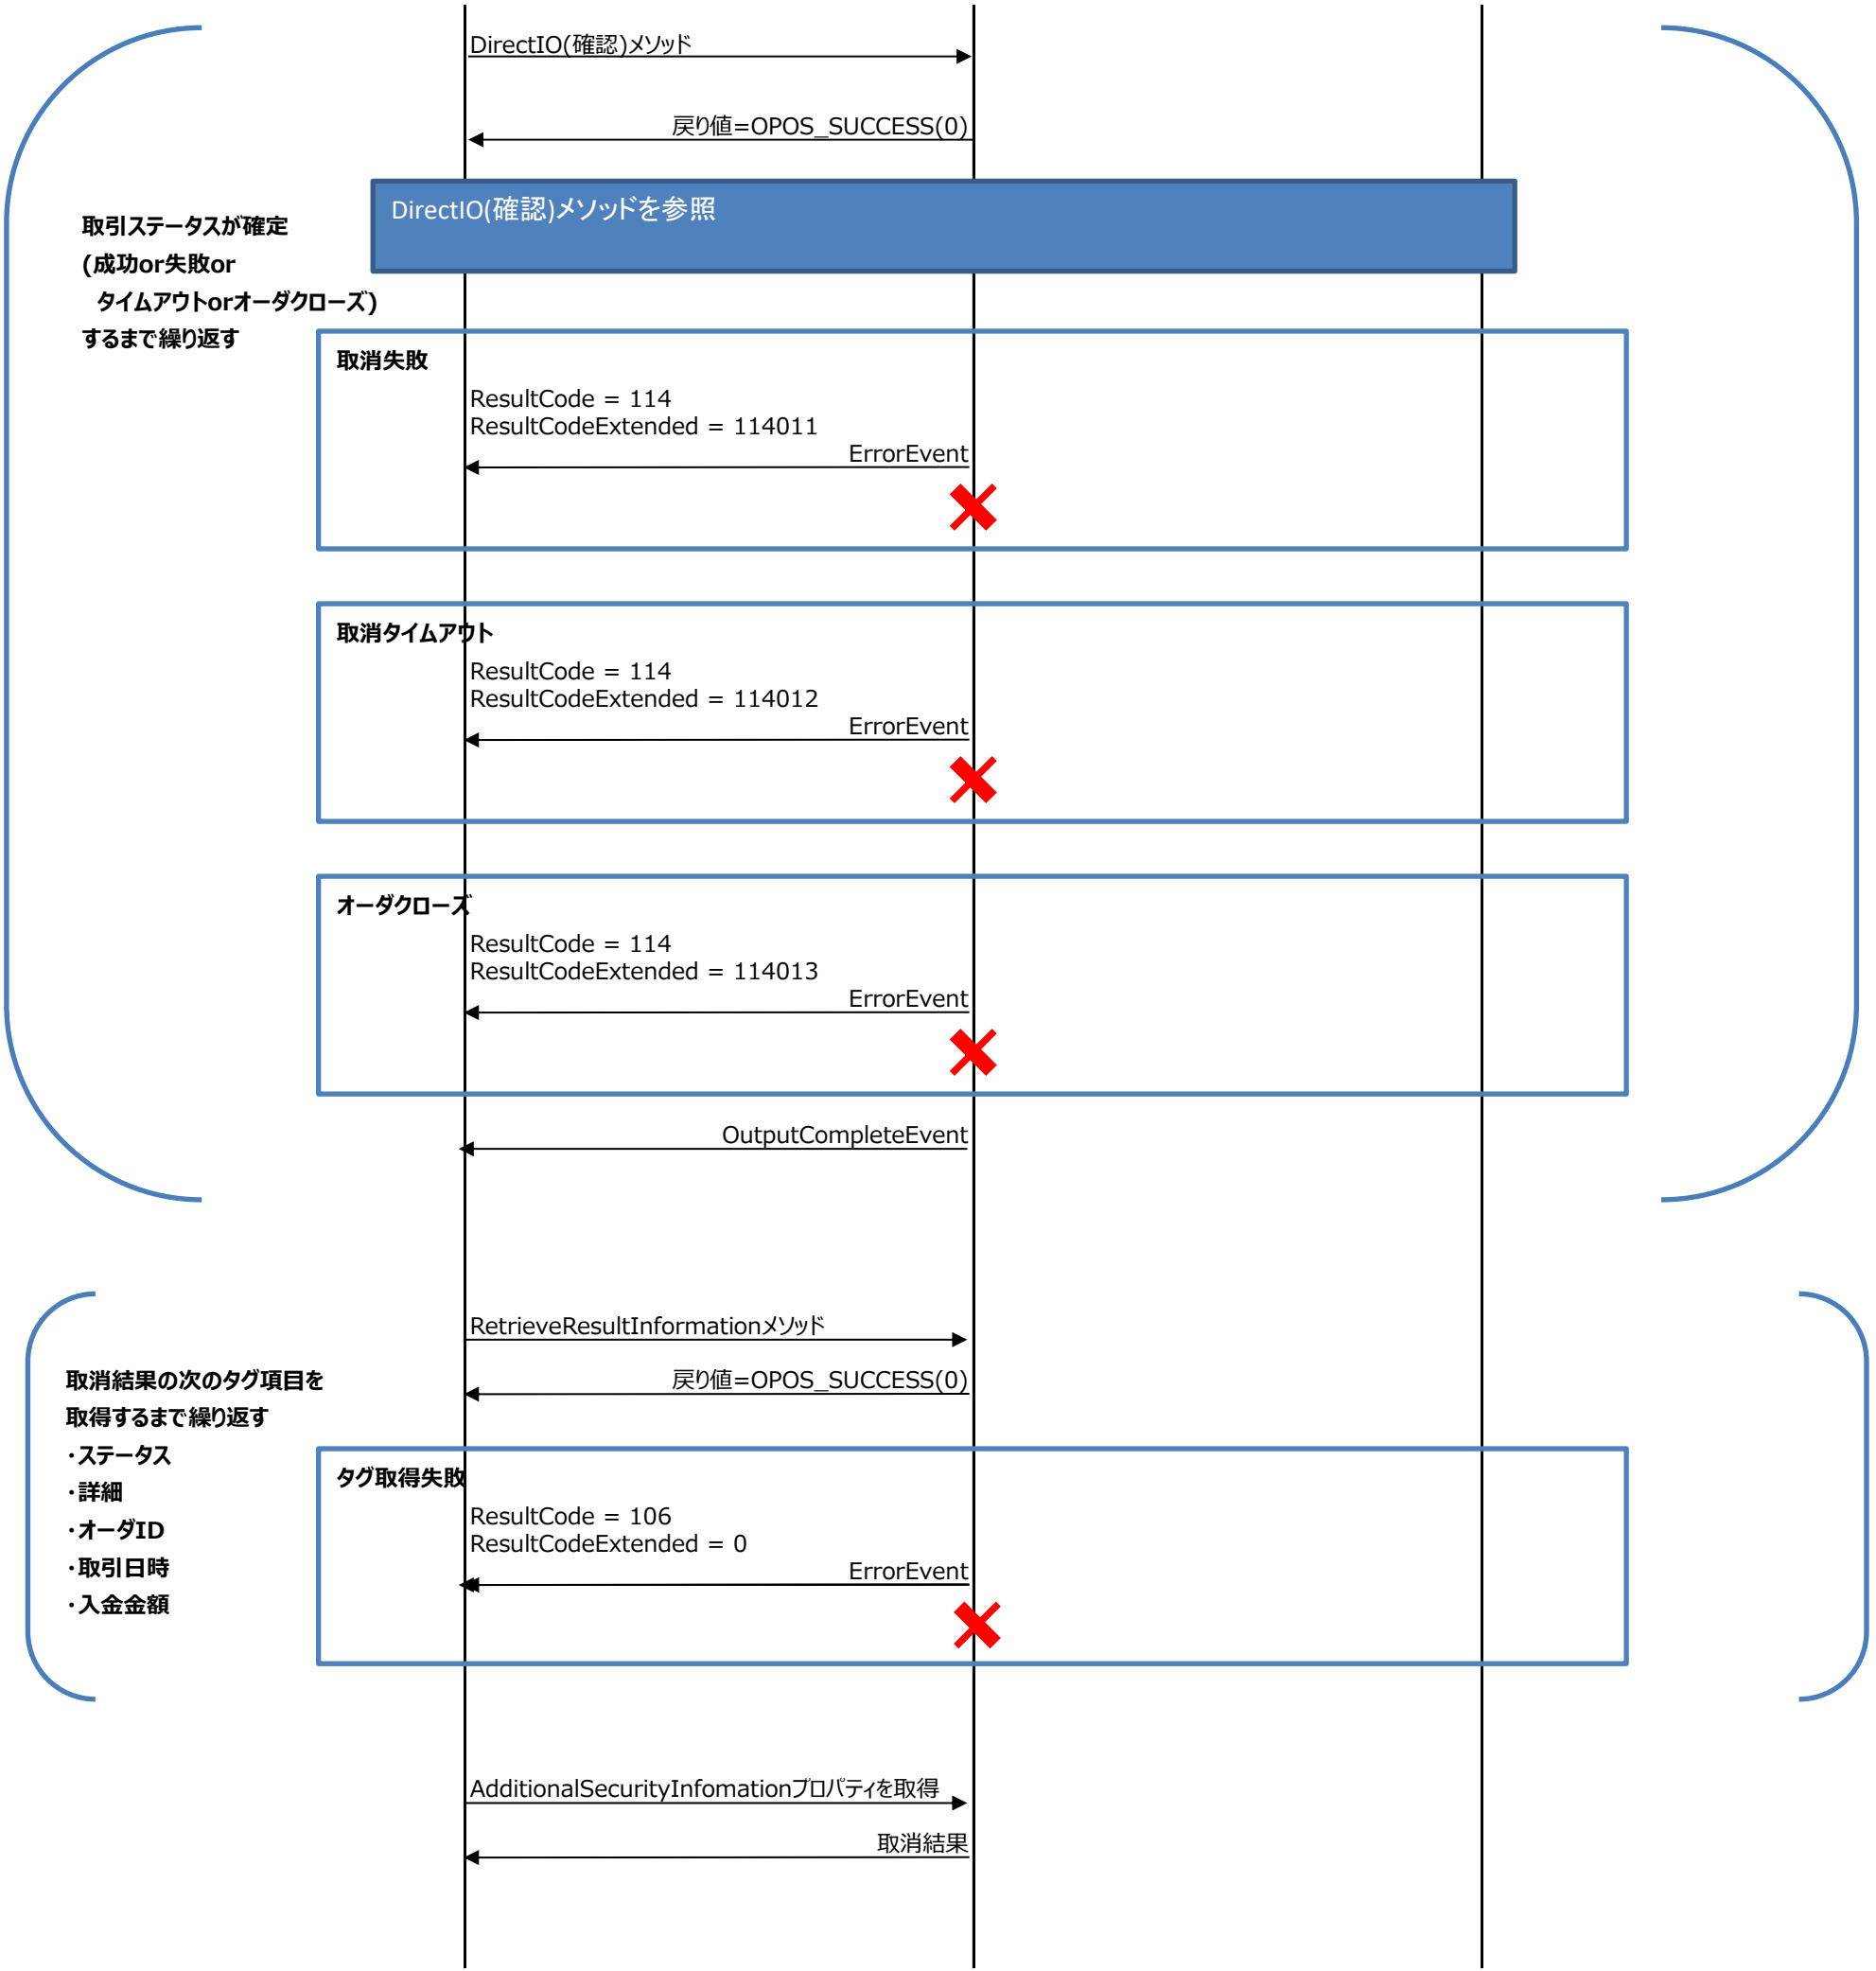 DirectIO(確認)メソッド
戻り値=OPOS_SUCCESS(0)
DirectIO(確認)メソッドを参照
取引ステータスが確定
(成功or失敗or
タイムアウトorオーダクローズ)
するまで繰り返す
取消失敗
ResultCode = 114
ResultCodeExtended = 114011
ErrorEvent
取消タイムアウト
ResultCode = 114
ResultCodeExtended = 114012
ErrorEvent
オーダクローズ
ResultCode = 114
ResultCodeExtended = 114013
ErrorEvent
OutputCompleteEvent
RetrieveResultInformationメソッド
戻り値=OPOS_SUCCESS(0)
取消結果の次のタグ項目を
取得するまで繰り返す
・ステータス
・詳細
・オーダID
・取引日時
・入金金額
タグ取得失敗
ResultCode = 106
ResultCodeExtended = 0
ErrorEvent
AdditionalSecurityInfomationプロパティを取得
取消結果